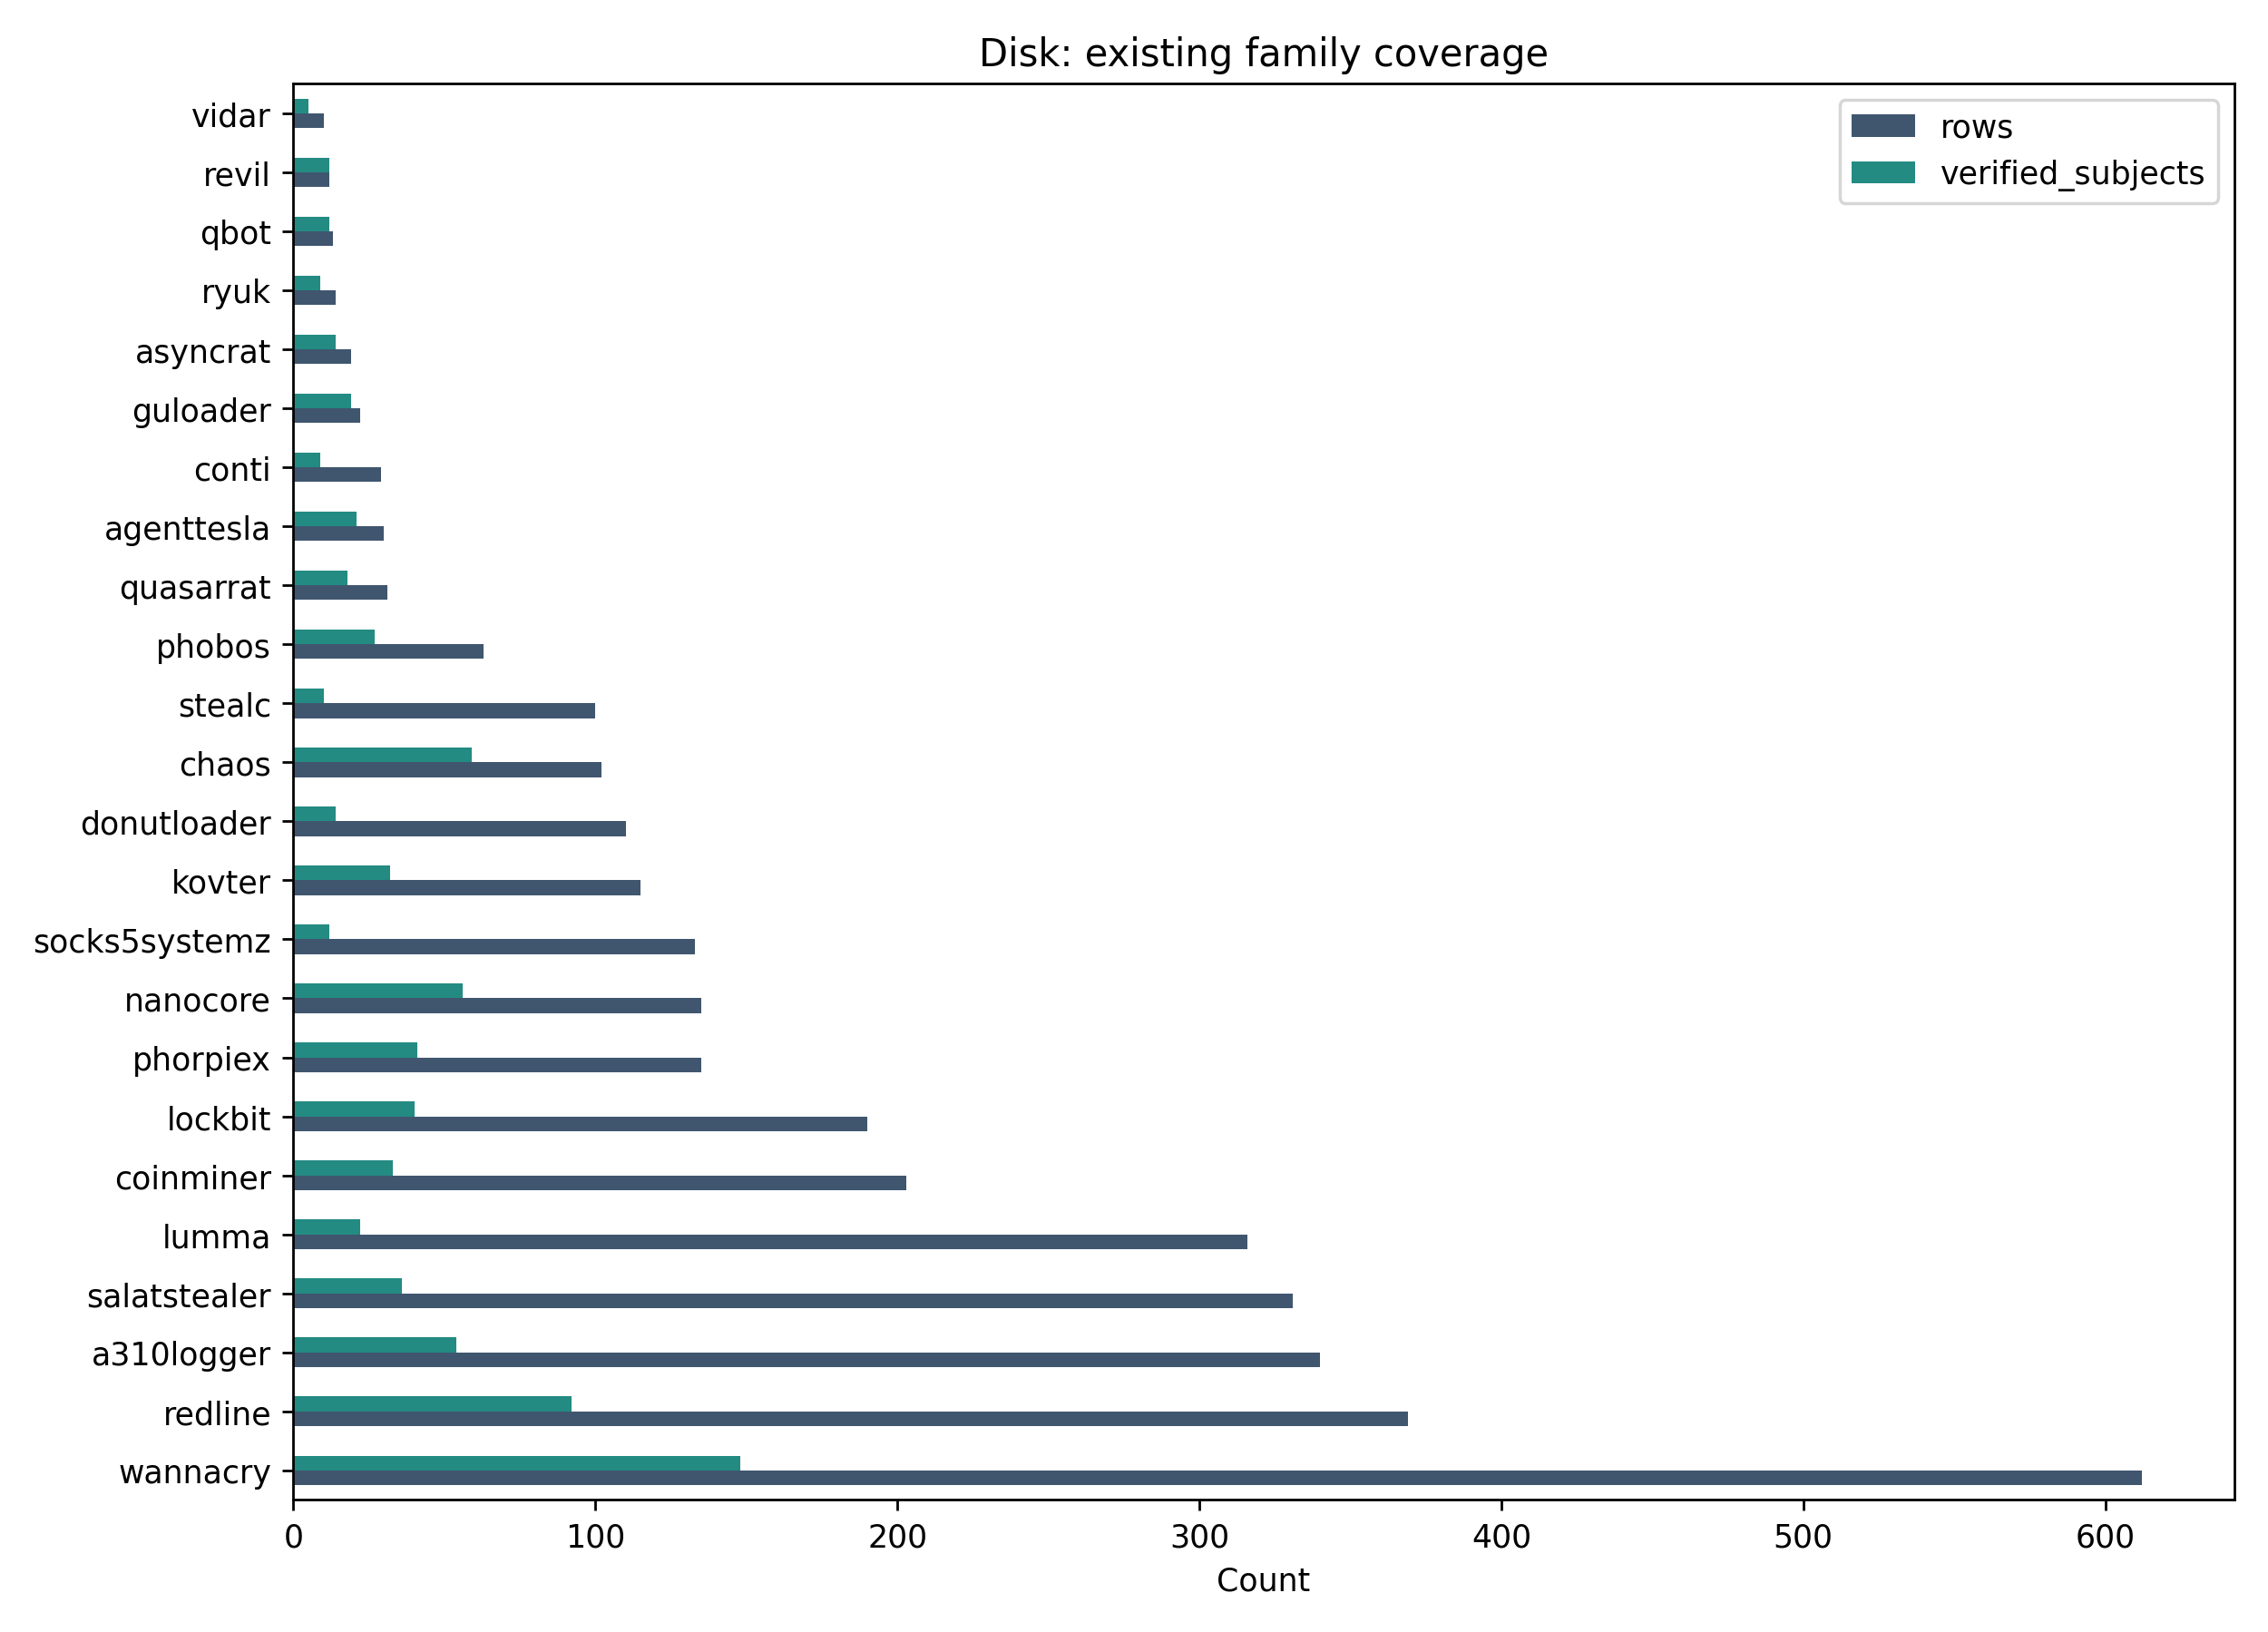 Disk: existing family coverage
rows
verified_subjects
vidar
revil
qbot
ryuk
asyncrat
guloader
conti
agenttesla
quasarrat
phobos
stealc
chaos
donutloader
kovter
socks5systemz
nanocore
phorpiex
lockbit
coinminer
lumma
salatstealer
a310logger
redline
wannacry
0 100 200 300 400 500 600
Count